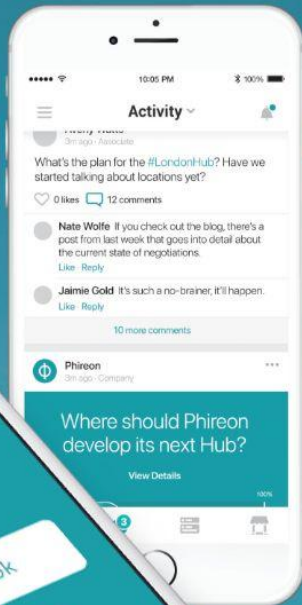 10:05 PM
100%
Activity
3m ago · Associate
What's the plan for the #LondonHub? Have we
started talking about locations yet?
0 likes 12 comments
Nate Wolfe If you check out the blog, there's a
post from last week that goes into detail about
the current state of negotiations.
Like · Reply
Jaimie Gold It's such a no-brainer, it'll happen.
Like · Reply
10 more comments
Phireon
3m ago · Company
Where should Phireon
develop its next Hub?
View Details
100%
3